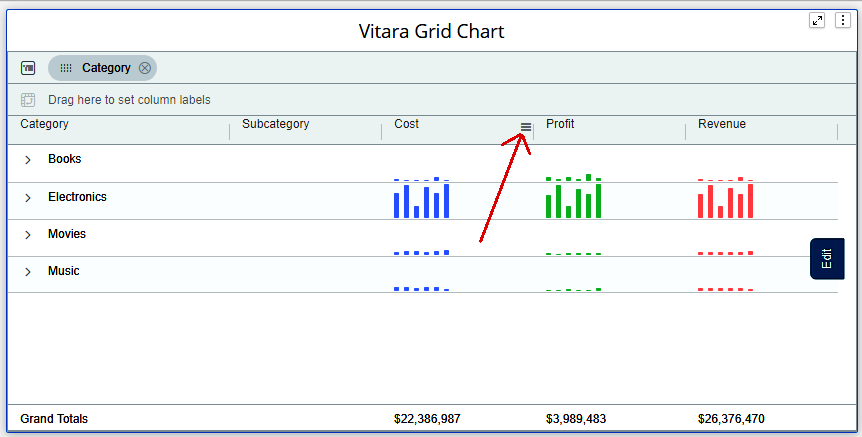 Vitara Grid Chart
Category
Drag here to set column labels
Category Subcategory Cost Profit Revenue
Books
Electronics
Movies
Music
Edit
Grand Totals $22,386,987 $3,989,483 $26,376,470